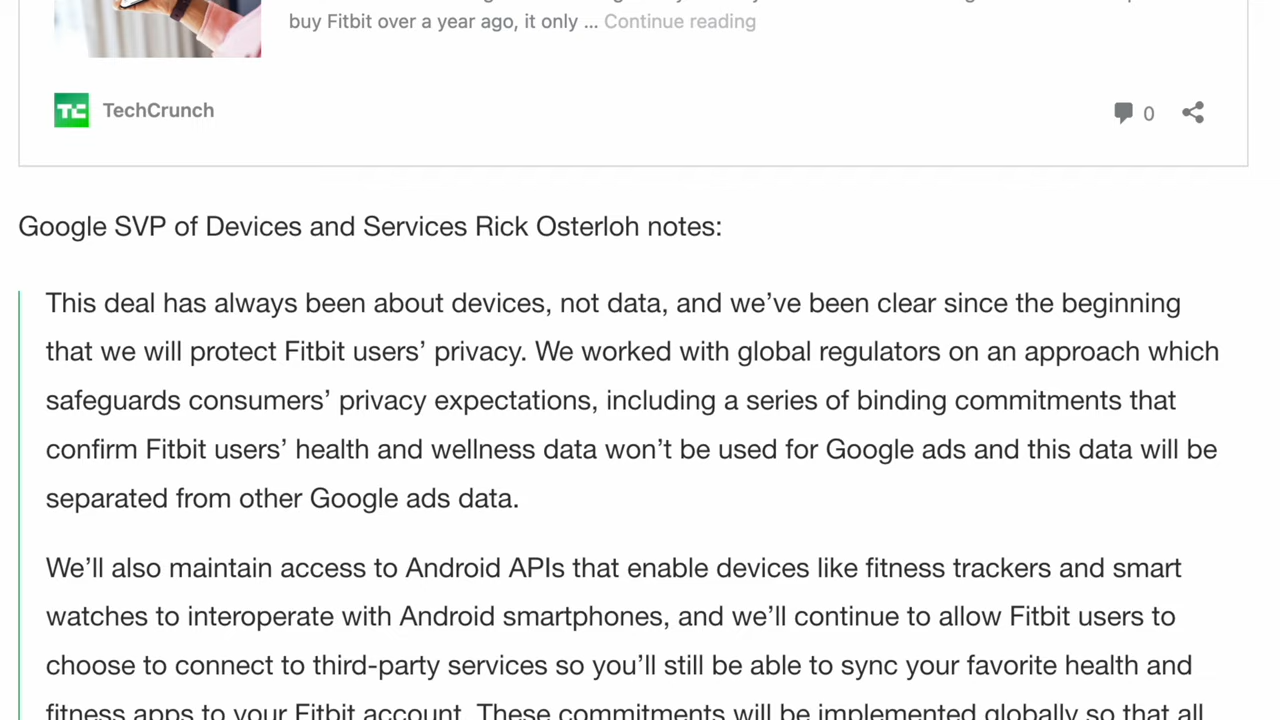 buy Fitbit over a year ago, it only ... Continue reading
TC TechCrunch
0
Google SVP of Devices and Services Rick Osterloh notes:
This deal has always been about devices, not data, and we’ve been clear since the beginning
that we will protect Fitbit users’ privacy. We worked with global regulators on an approach which
safeguards consumers’ privacy expectations, including a series of binding commitments that
confirm Fitbit users’ health and wellness data won’t be used for Google ads and this data will be
separated from other Google ads data.
We’ll also maintain access to Android APIs that enable devices like fitness trackers and smart
watches to interoperate with Android smartphones, and we’ll continue to allow Fitbit users to
choose to connect to third-party services so you’ll still be able to sync your favorite health and
fitness apps to your Fitbit account. These commitments will be implemented globally so that all